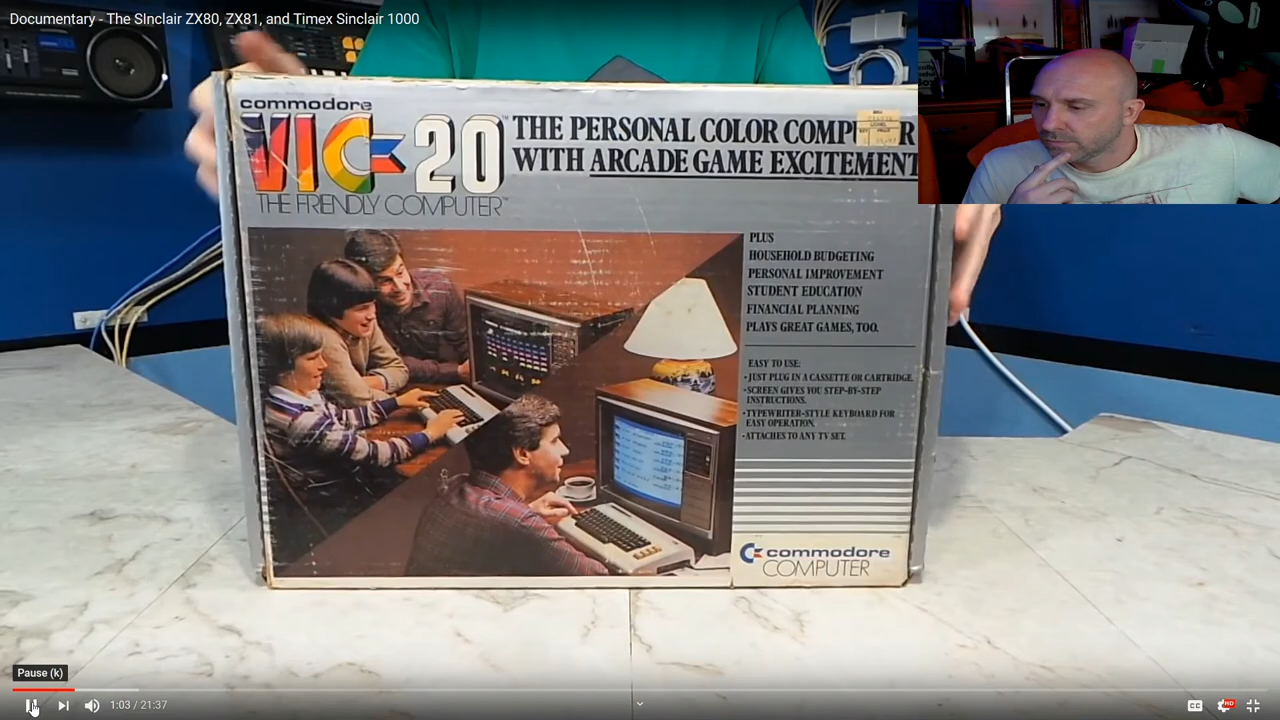 Documentary - The SInclair ZX80, ZX81, and Timex Sinclair 1000
commodore
VIC-20
THE FRIENDLY COMPUTER™
THE PERSONAL COLOR COMPUTER
WITH ARCADE GAME EXCITEMENT
PLUS
HOUSEHOLD BUDGETING
PERSONAL IMPROVEMENT
STUDENT EDUCATION
FINANCIAL PLANNING
PLAYS GREAT GAMES, TOO.
EASY TO USE:
• JUST PLUG IN A CASSETTE OR CARTRIDGE.
• SCREEN GIVES YOU STEP-BY-STEP
INSTRUCTIONS.
• TYPEWRITER-STYLE KEYBOARD FOR
EASY OPERATION.
• ATTACHES TO ANY TV SET.
commodore
COMPUTER
Pause (k)
1:03 / 21:37
CC
HD